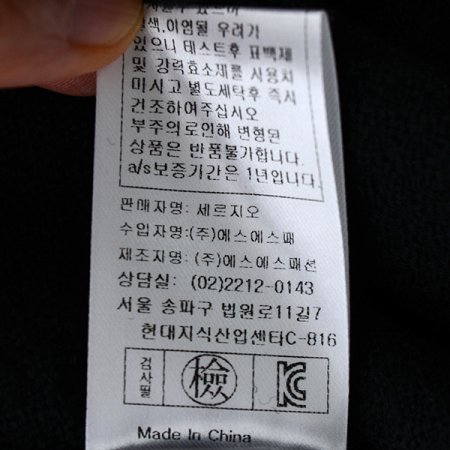 색.이염될 우려가
있으니 테스트후 표백제
및 강력효소제를 사용치
마시고 별도세탁후 즉시
건조하여주십시오
부주의로인해 변형된
상품은 반품불가합니다.
a/s보증기간은 1년입니다.
판매자명: 세르지오
수입자명:(주)에스에스패
제조자명: (주)에스에스패션
상담실: (02)2212-0143
서울 송파구 법원로11길7
현대지식산업센타C-816
검사필 檢 KC
Made In China